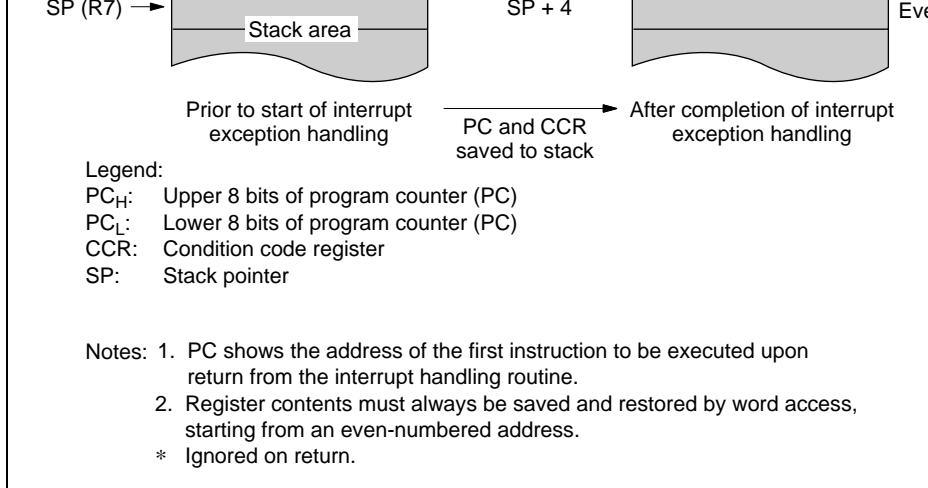 SP (R7)
SP + 4
Eve
Stack area
Prior to start of interrupt
exception handling
PC and CCR
saved to stack
After completion of interrupt
exception handling
Legend:
PCH: Upper 8 bits of program counter (PC)
PCL: Lower 8 bits of program counter (PC)
CCR: Condition code register
SP: Stack pointer
Notes: 1. PC shows the address of the first instruction to be executed upon
return from the interrupt handling routine.
2. Register contents must always be saved and restored by word access,
starting from an even-numbered address.
* Ignored on return.